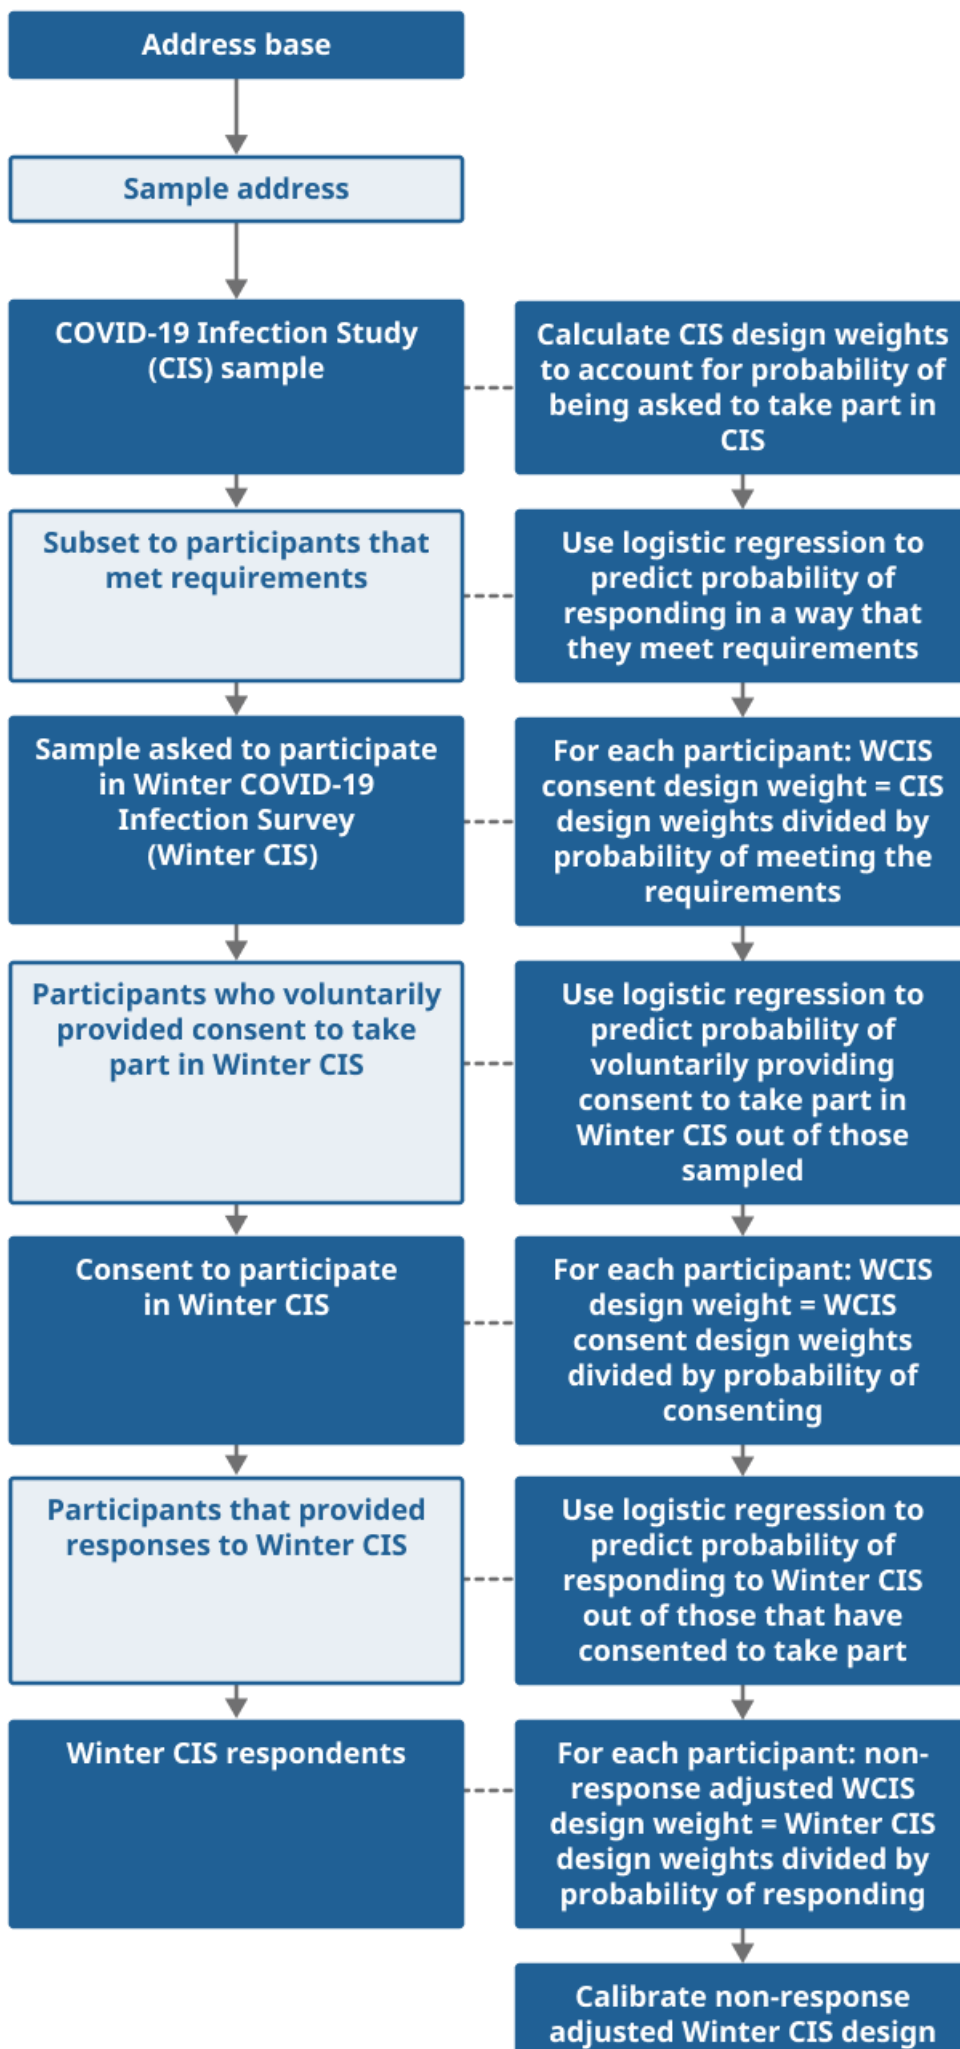 Address base
Sample address
COVID-19 Infection Study
(CIS) sample
Calculate CIS design weights
to account for probability of
being asked to take part in
CIS
Subset to participants that
met requirements
Use logistic regression to
predict probability of
responding in a way that
they meet requirements
Sample asked to participate
in Winter COVID-19
Infection Survey
(Winter CIS)
For each participant: WCIS
consent design weight = CIS
design weights divided by
probability of meeting the
requirements
Participants who voluntarily
provided consent to take
part in Winter CIS
Use logistic regression to
predict probability of
voluntarily providing
consent to take part in
Winter CIS out of those
sampled
Consent to participate
in Winter CIS
For each participant: WCIS
design weight = WCIS
consent design weights
divided by probability of
consenting
Participants that provided
responses to Winter CIS
Use logistic regression to
predict probability of
responding to Winter CIS
out of those that have
consented to take part
Winter CIS respondents
For each participant: non-
response adjusted WCIS
design weight = Winter CIS
design weights divided by
probability of responding
Calibrate non-response
adjusted Winter CIS design